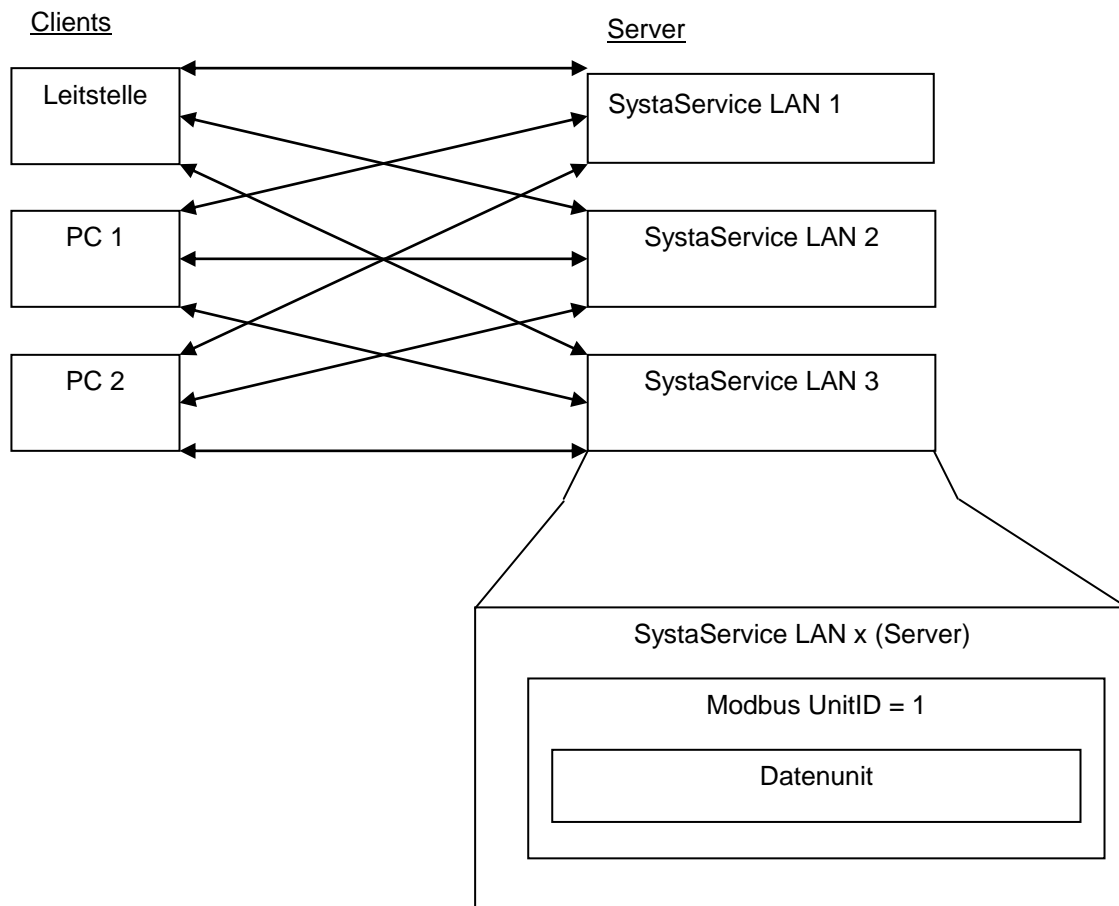 Clients
Server
Leitstelle
SystaService LAN 1
PC 1
SystaService LAN 2
PC 2
SystaService LAN 3
SystaService LAN x (Server)
Modbus UnitID = 1
Datenunit